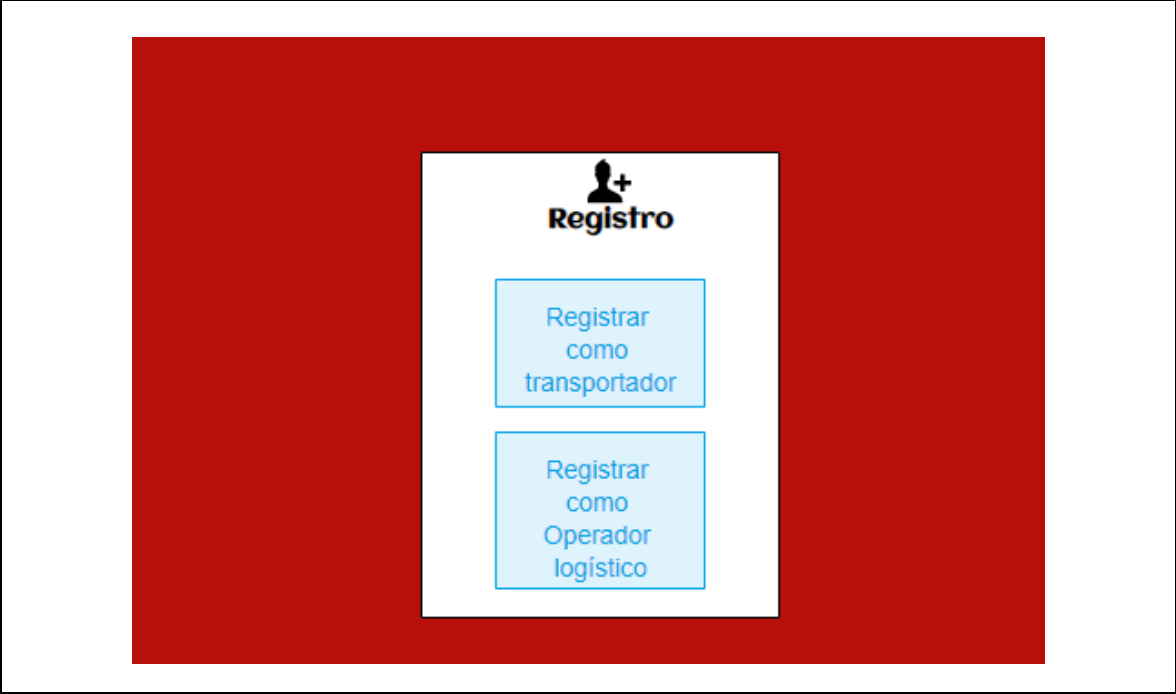 Registro
Registrar
como
transportador
Registrar
como
Operador
logístico